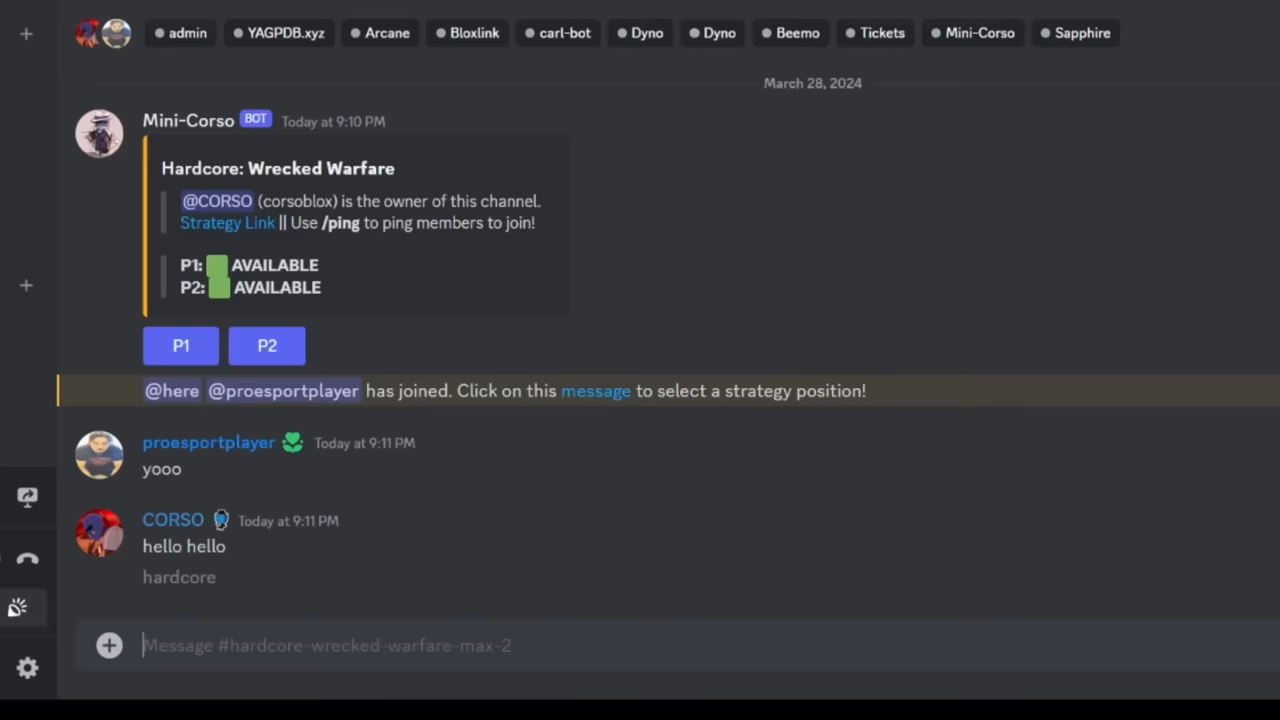 admin YAGPDB.xyz Arcane Bloxlink carl-bot Dyno Dyno Beemo Tickets Mini-Corso Sapphire
March 28, 2024
Mini-Corso BOT Today at 9:10 PM
Hardcore: Wrecked Warfare
@CORSO (corsoblox) is the owner of this channel.
Strategy Link || Use /ping to ping members to join!
P1: AVAILABLE
P2: AVAILABLE
P1 P2
@here @proesportplayer has joined. Click on this message to select a strategy position!
proesportplayer Today at 9:11 PM
yooo
CORSO Today at 9:11 PM
hello hello
hardcore
Message #hardcore-wrecked-warfare-max-2